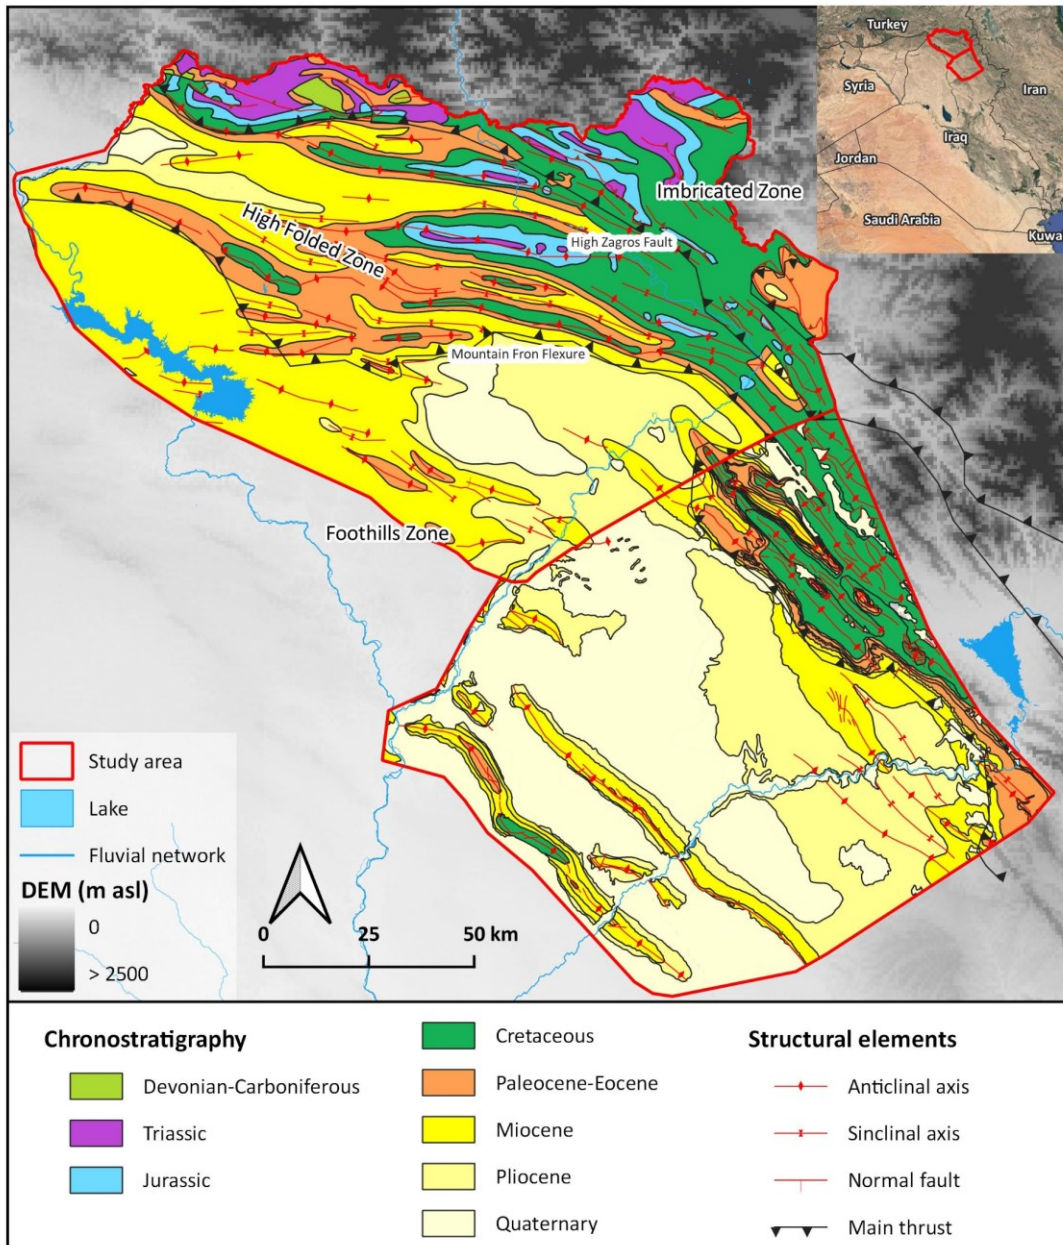 Turkey
Syria
Iran
Iraq
Jordan
Saudi Arabia
Kuwa
Imbricated Zone
High Folded Zone
High Zagros Fault
Mountain Fron Flexure
Foothills Zone
Study area
Lake
Fluvial network
DEM (m asl)
0
> 2500
0 25 50 km
Chronostratigraphy
Devonian-Carboniferous
Triassic
Jurassic
Cretaceous
Paleocene-Eocene
Miocene
Pliocene
Quaternary
Structural elements
Anticlinal axis
Sinclinal axis
Normal fault
Main thrust